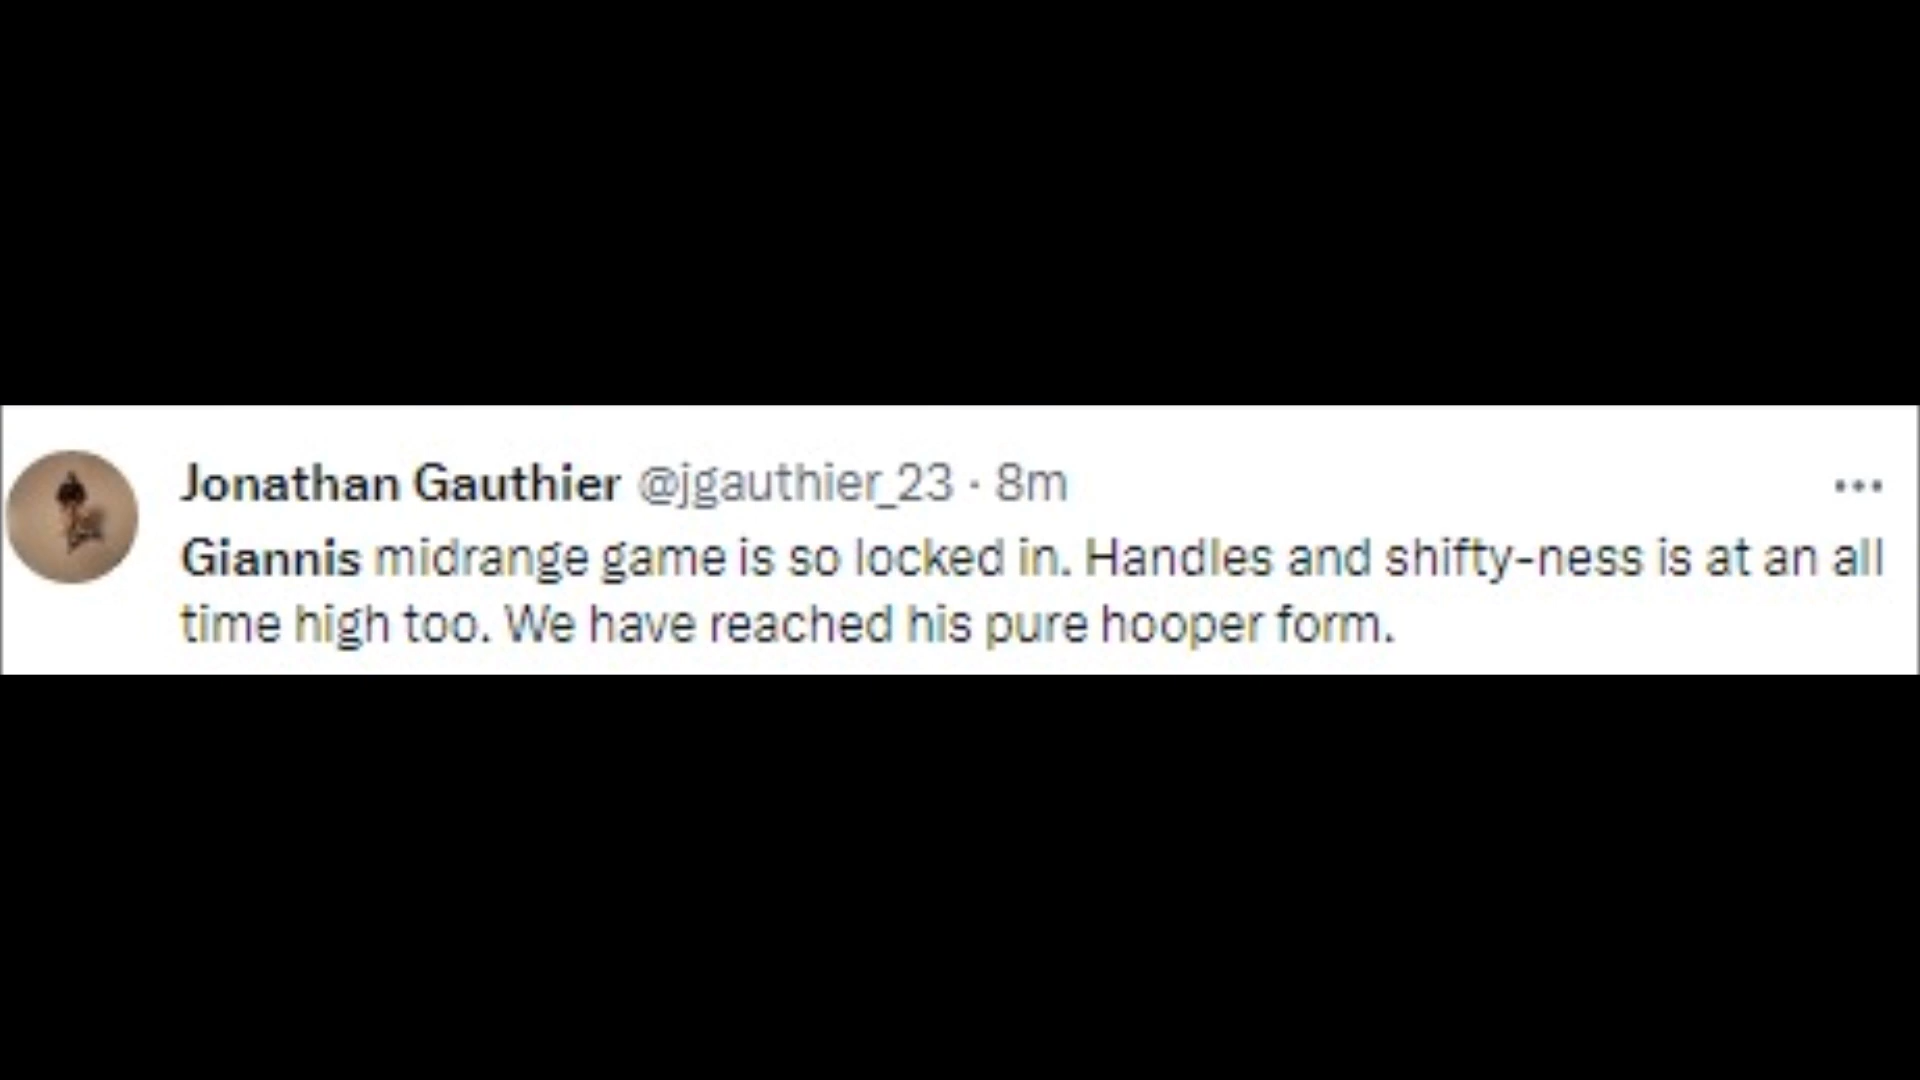 Jonathan Gauthier @jgauthier_23 · 8m ...
Giannis midrange game is so locked in. Handles and shifty-ness is at an all
time high too. We have reached his pure hooper form.